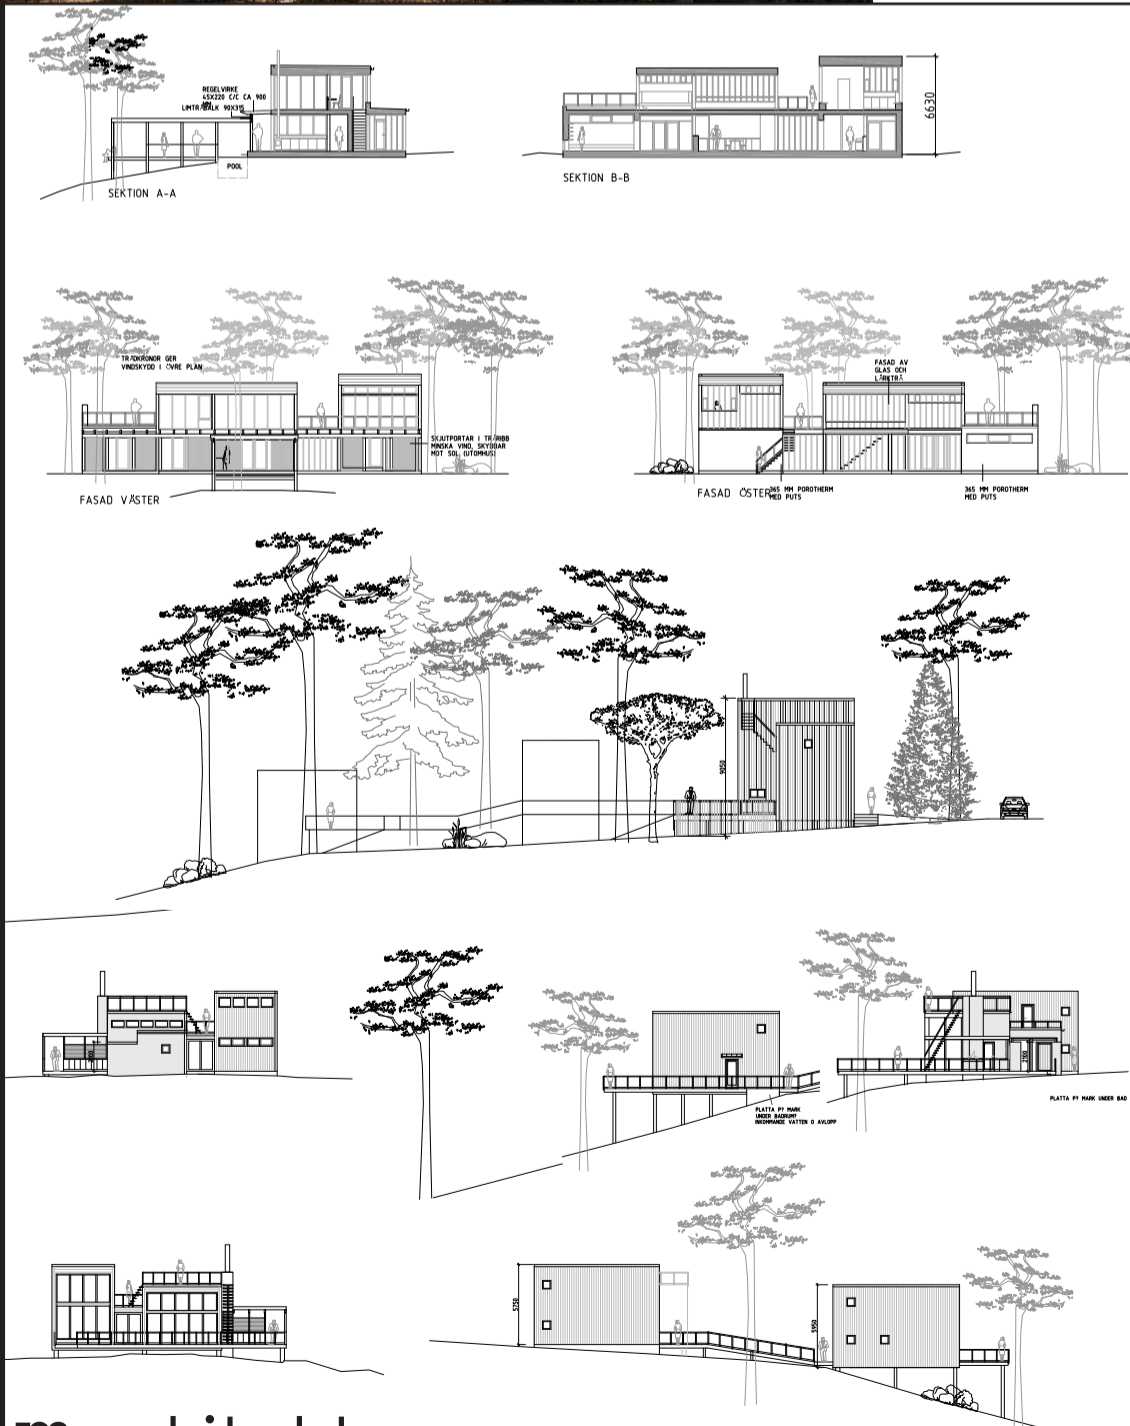 REGELVIRKE
45X220 C/C CA 900
LIMTRÄBALK 90X315
POOL
SEKTION A-A
6630
SEKTION B-B
TRÄDKRONOR GER
VINDSKYDD I ÖVRE PLAN
SKJUTPORTAR I TRÄRIBB
MINSKA VIND, SKYDDAR
MOT SOL (UTOMHUS)
FASAD VÄSTER
FASAD AV
GLAS OCH
LÄRKTRÄ
FASAD ÖSTER
365 MM POROTHERM
MED PUTS
365 MM POROTHERM
MED PUTS
9050
2100
PLATTA P? MARK
UNDER BADRUM?
INKOMMANDE VATTEN O AVLOPP
PLATTA P? MARK UNDER BAD
5750
5950